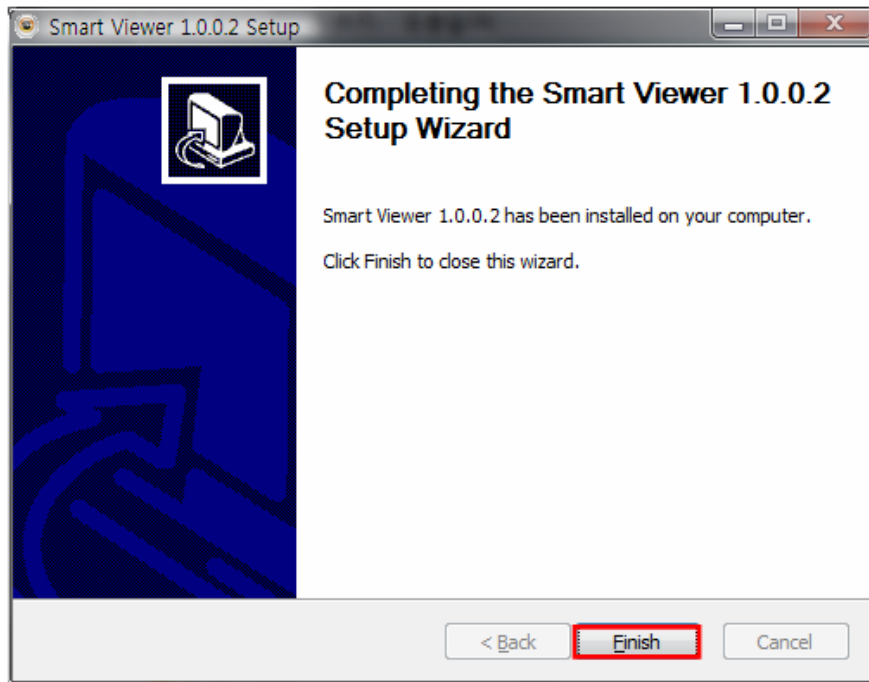 Smart Viewer 1.0.0.2 Setup
Completing the Smart Viewer 1.0.0.2
Setup Wizard
Smart Viewer 1.0.0.2 has been installed on your computer.
Click Finish to close this wizard.
< Back
Finish
Cancel